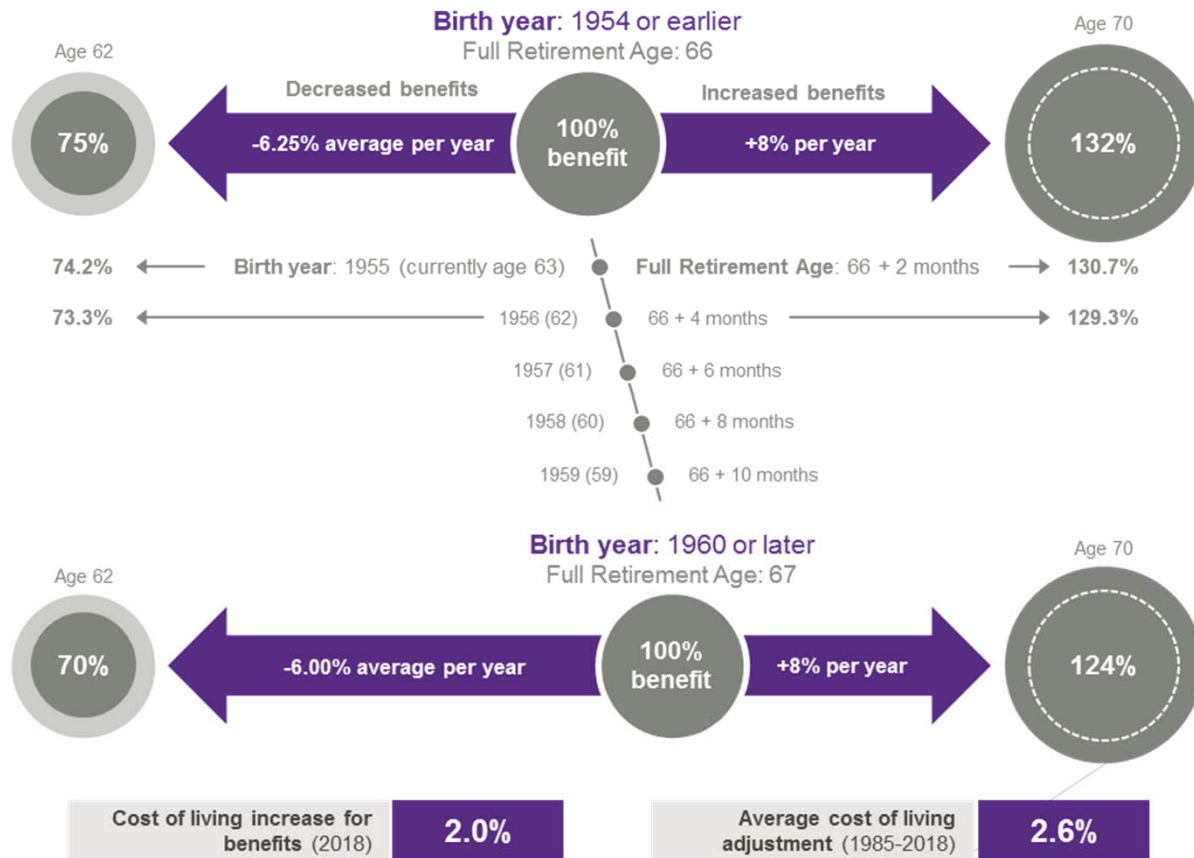 Birth year: 1954 or earlier
Full Retirement Age: 66
Age 62
Age 70
Decreased benefits
Increased benefits
75%
-6.25% average per year
100%
benefit
+8% per year
132%
74.2%
Birth year: 1955 (currently age 63)
Full Retirement Age: 66 + 2 months
130.7%
73.3%
1956 (62)
66 + 4 months
129.3%
1957 (61)
66 + 6 months
1958 (60)
66 + 8 months
1959 (59)
66 + 10 months
Birth year: 1960 or later
Full Retirement Age: 67
Age 62
Age 70
70%
-6.00% average per year
100%
benefit
+8% per year
124%
Cost of living increase for
benefits (2018)
2.0%
Average cost of living
adjustment (1985-2018)
2.6%